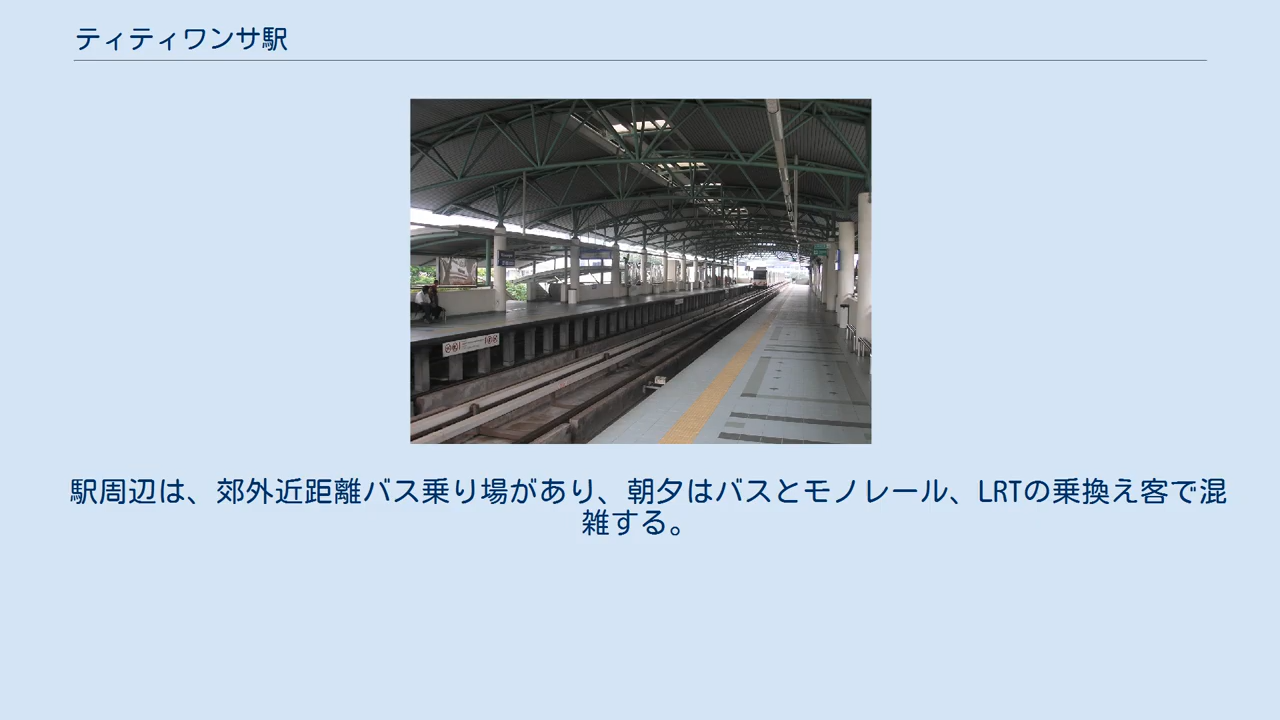 ティティワンサ駅
駅周辺は、郊外近距離バス乗り場があり、朝夕はバスとモノレール、LRTの乗換え客で混
雑する。